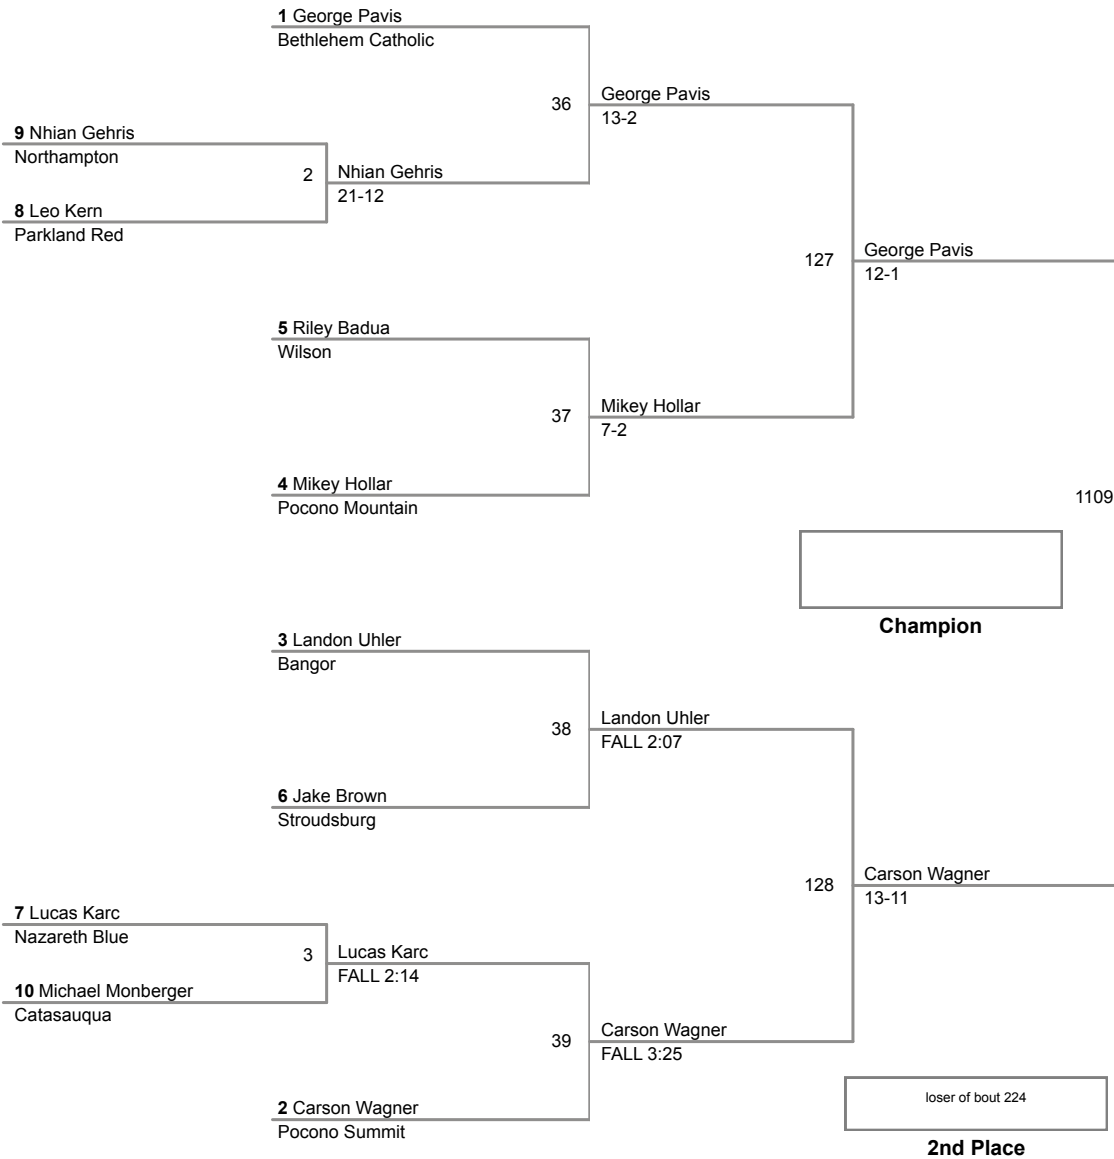 1 George Pavis
Bethlehem Catholic
36
George Pavis
13-2
9 Nhian Gehris
Northampton
2
Nhian Gehris
21-12
8 Leo Kern
Parkland Red
127
George Pavis
12-1
5 Riley Badua
Wilson
37
Mikey Hollar
7-2
4 Mikey Hollar
Pocono Mountain
1109
Champion
3 Landon Uhler
Bangor
38
Landon Uhler
FALL 2:07
6 Jake Brown
Stroudsburg
128
Carson Wagner
13-11
7 Lucas Karc
Nazareth Blue
3
Lucas Karc
FALL 2:14
10 Michael Monberger
Catasauqua
39
Carson Wagner
FALL 3:25
2 Carson Wagner
Pocono Summit
loser of bout 224
2nd Place